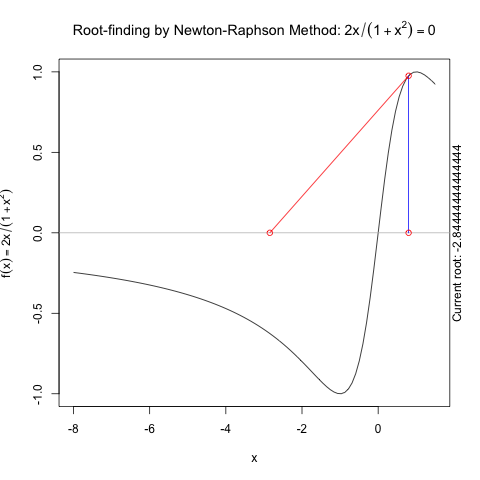 Root-finding by Newton-Raphson Method: 2x/(1 + x²) = 0
f(x) = 2x/(1 + x²)
1.0
0.5
0.0
-0.5
-1.0
Current root: -2.84444444444444
-8 -6 -4 -2 0
x